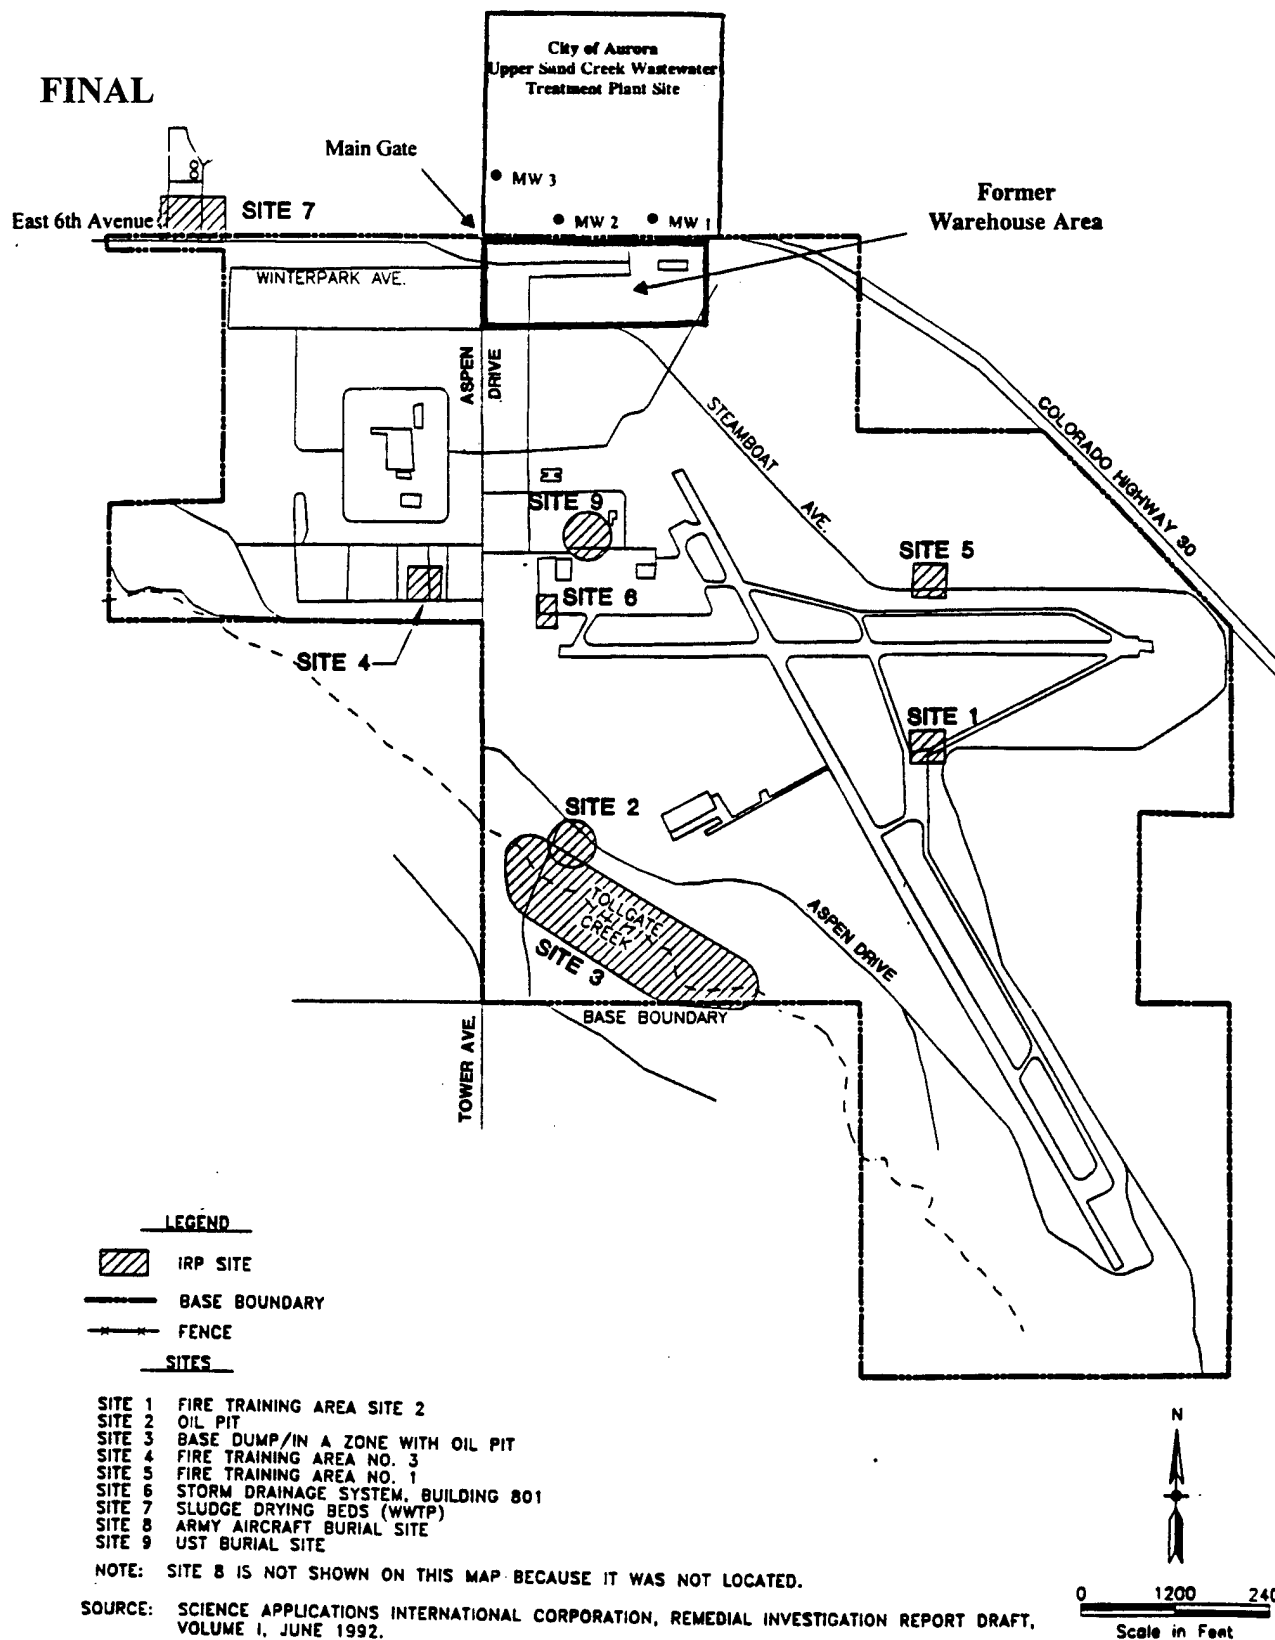 City of Aurora
Upper Sand Creek Wastewater
Treatment Plant Site
FINAL
Main Gate
MW 3
Former
Warehouse Area
SITE 7
East 6th Avenue
MW 2
MW 1
WINTERPARK AVE.
ASPEN
DRIVE
STEAMBOAT
AVE.
COLORADO HIGHWAY 30
SITE 9
SITE 5
SITE 6
SITE 4
SITE 1
SITE 2
TOLLGATE
CREEK
SITE 3
ASPEN DRIVE
BASE BOUNDARY
TOWER AVE.
LEGEND
IRP SITE
BASE BOUNDARY
FENCE
SITES
SITE 1 FIRE TRAINING AREA SITE 2
SITE 2 OIL PIT
SITE 3 BASE DUMP/IN A ZONE WITH OIL PIT
SITE 4 FIRE TRAINING AREA NO. 3
SITE 5 FIRE TRAINING AREA NO. 1
SITE 6 STORM DRAINAGE SYSTEM, BUILDING 801
SITE 7 SLUDGE DRYING BEDS (WWTP)
SITE 8 ARMY AIRCRAFT BURIAL SITE
SITE 9 UST BURIAL SITE
NOTE: SITE 8 IS NOT SHOWN ON THIS MAP BECAUSE IT WAS NOT LOCATED.
SOURCE: SCIENCE APPLICATIONS INTERNATIONAL CORPORATION, REMEDIAL INVESTIGATION REPORT DRAFT,
VOLUME I, JUNE 1992.
N
0 1200 240
Scale in Feet